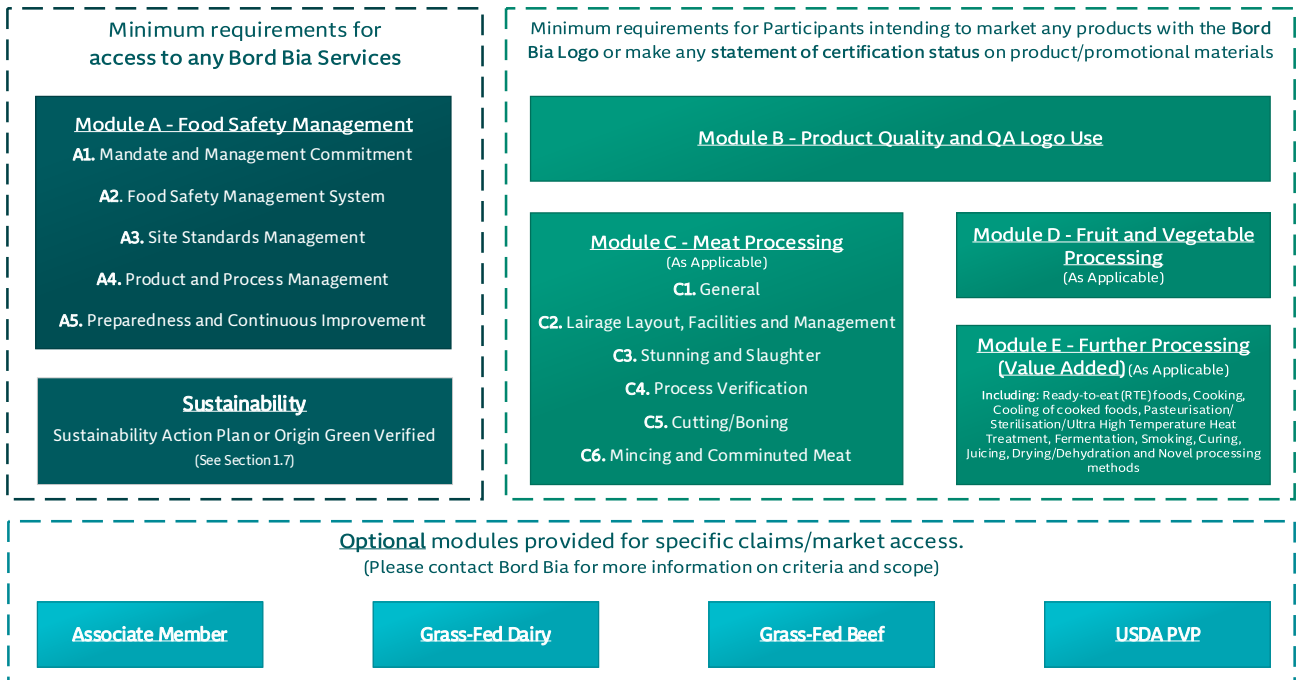 Minimum requirements for
access to any Bord Bia Services
Module A - Food Safety Management
A1. Mandate and Management Commitment
A2. Food Safety Management System
A3. Site Standards Management
A4. Product and Process Management
A5. Preparedness and Continuous Improvement
Sustainability
Sustainability Action Plan or Origin Green Verified
(See Section 1.7)
Minimum requirements for Participants intending to market any products with the Bord
Bia Logo or make any statement of certification status on product/promotional materials
Module B - Product Quality and QA Logo Use
Module C - Meat Processing
(As Applicable)
C1. General
C2. Lairage Layout, Facilities and Management
C3. Stunning and Slaughter
C4. Process Verification
C5. Cutting/Boning
C6. Mincing and Comminuted Meat
Module D - Fruit and Vegetable
Processing
(As Applicable)
Module E - Further Processing
(Value Added) (As Applicable)
Including: Ready-to-eat (RTE) foods, Cooking,
Cooling of cooked foods, Pasteurisation/
Sterilisation/Ultra High Temperature Heat
Treatment, Fermentation, Smoking, Curing,
Juicing, Drying/Dehydration and Novel processing
methods
Optional modules provided for specific claims/market access.
(Please contact Bord Bia for more information on criteria and scope)
Associate Member
Grass-Fed Dairy
Grass-Fed Beef
USDA PVP